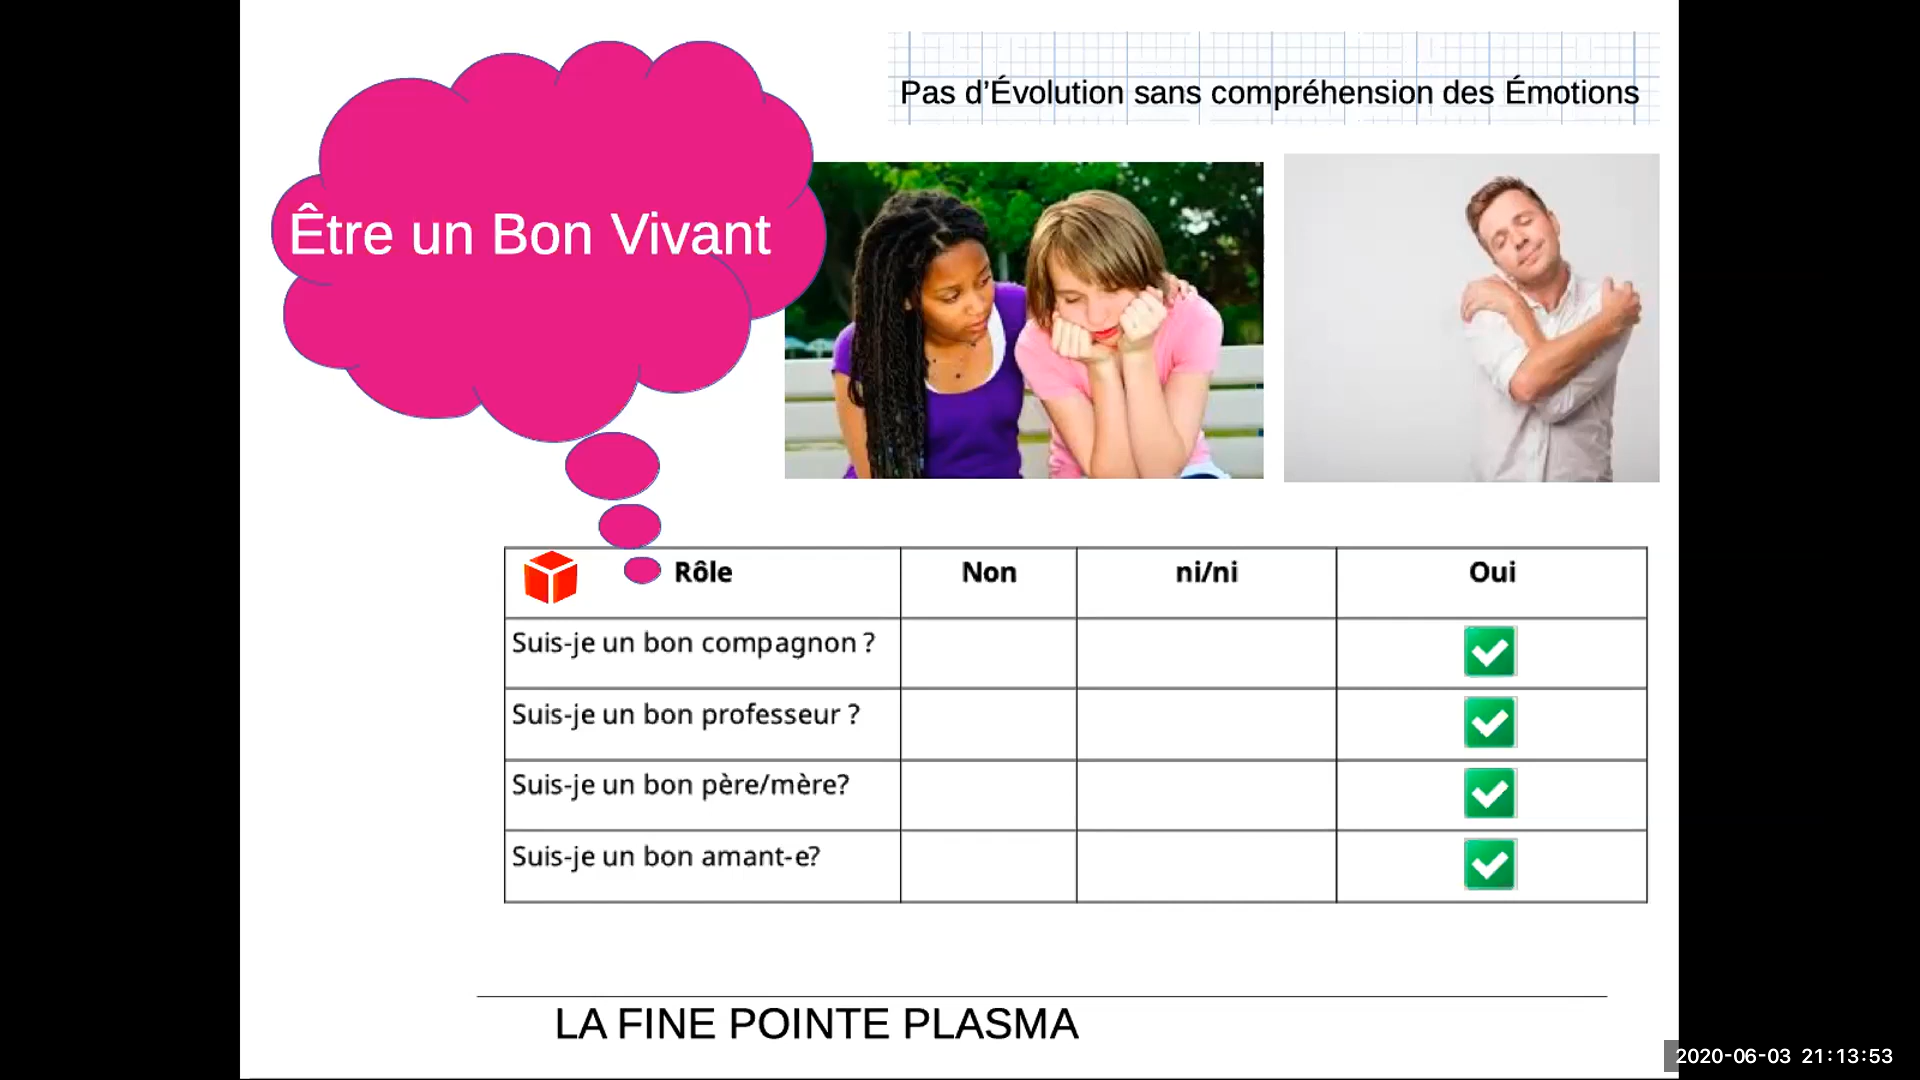 Pas d’Évolution sans compréhension des Émotions
Être un Bon Vivant
Rôle Non ni/ni Oui
Suis-je un bon compagnon ?
Suis-je un bon professeur ?
Suis-je un bon père/mère?
Suis-je un bon amant-e?
LA FINE POINTE PLASMA
2020-06-03 21:13:53